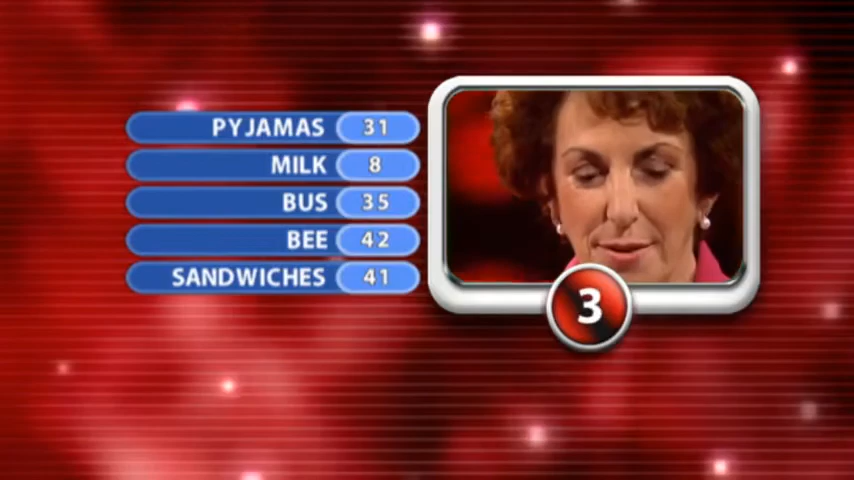 PYJAMAS 31
MILK 8
BUS 35
BEE 42
SANDWICHES 41
3